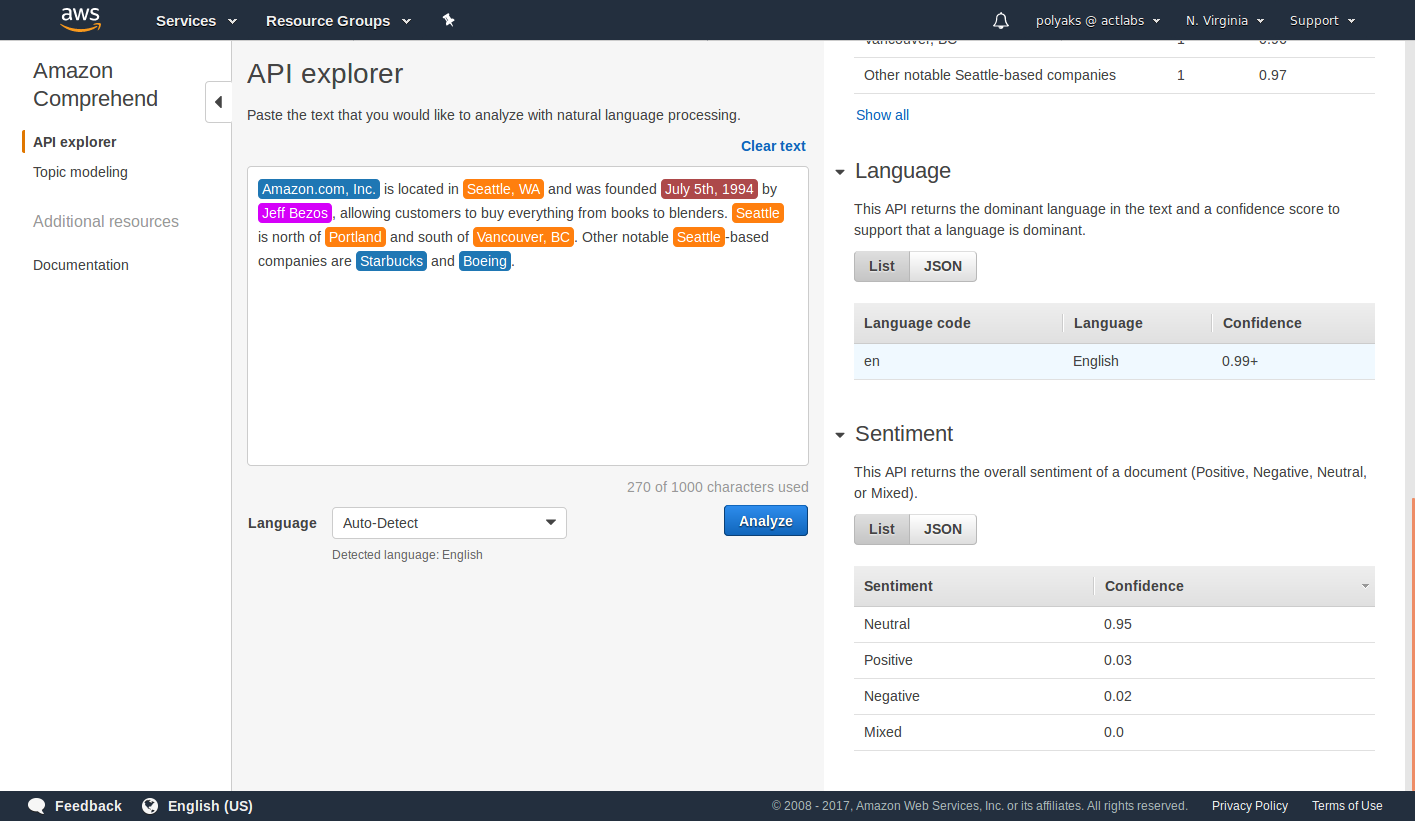 aws Services Resource Groups polyaks @ actlabs N. Virginia Support
Amazon
Comprehend
API explorer
Topic modeling
Additional resources
Documentation
API explorer
Paste the text that you would like to analyze with natural language processing.
Clear text
Amazon.com, Inc. is located in Seattle, WA and was founded July 5th, 1994 by
Jeff Bezos, allowing customers to buy everything from books to blenders. Seattle
is north of Portland and south of Vancouver, BC. Other notable Seattle-based
companies are Starbucks and Boeing.
270 of 1000 characters used
Language Auto-Detect Analyze
Detected language: English
Vancouver, BC 1 0.96
Other notable Seattle-based companies 1 0.97
Show all
Language
This API returns the dominant language in the text and a confidence score to
support that a language is dominant.
List JSON
Language code Language Confidence
en English 0.99+
Sentiment
This API returns the overall sentiment of a document (Positive, Negative, Neutral,
or Mixed).
List JSON
Sentiment Confidence
Neutral 0.95
Positive 0.03
Negative 0.02
Mixed 0.0
Feedback English (US) © 2008 - 2017, Amazon Web Services, Inc. or its affiliates. All rights reserved. Privacy Policy Terms of Use